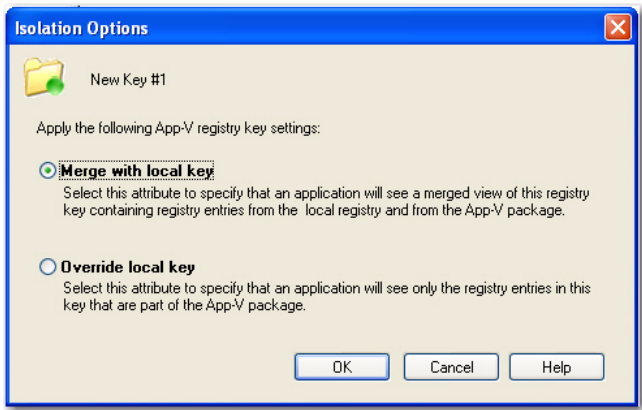 Isolation Options
New Key #1
Apply the following App-V registry key settings:
Merge with local key
Select this attribute to specify that an application will see a merged view of this registry
key containing registry entries from the local registry and from the App-V package.
Override local key
Select this attribute to specify that an application will see only the registry entries in this
key that are part of the App-V package.
OK Cancel Help